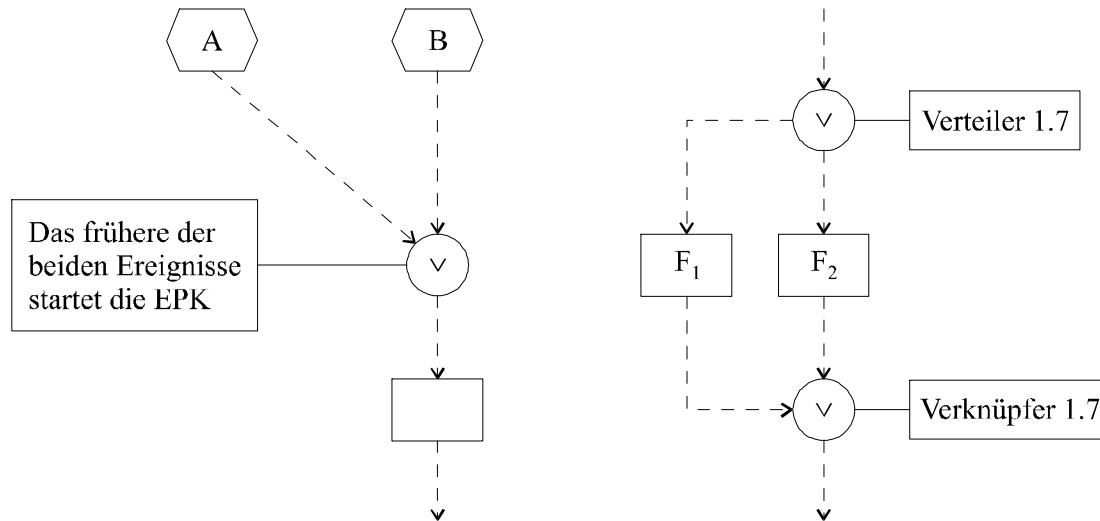 A
B
Das frühere der
beiden Ereignisse
startet die EPK
Verteiler 1.7
F₁
F₂
Verknüpfer 1.7